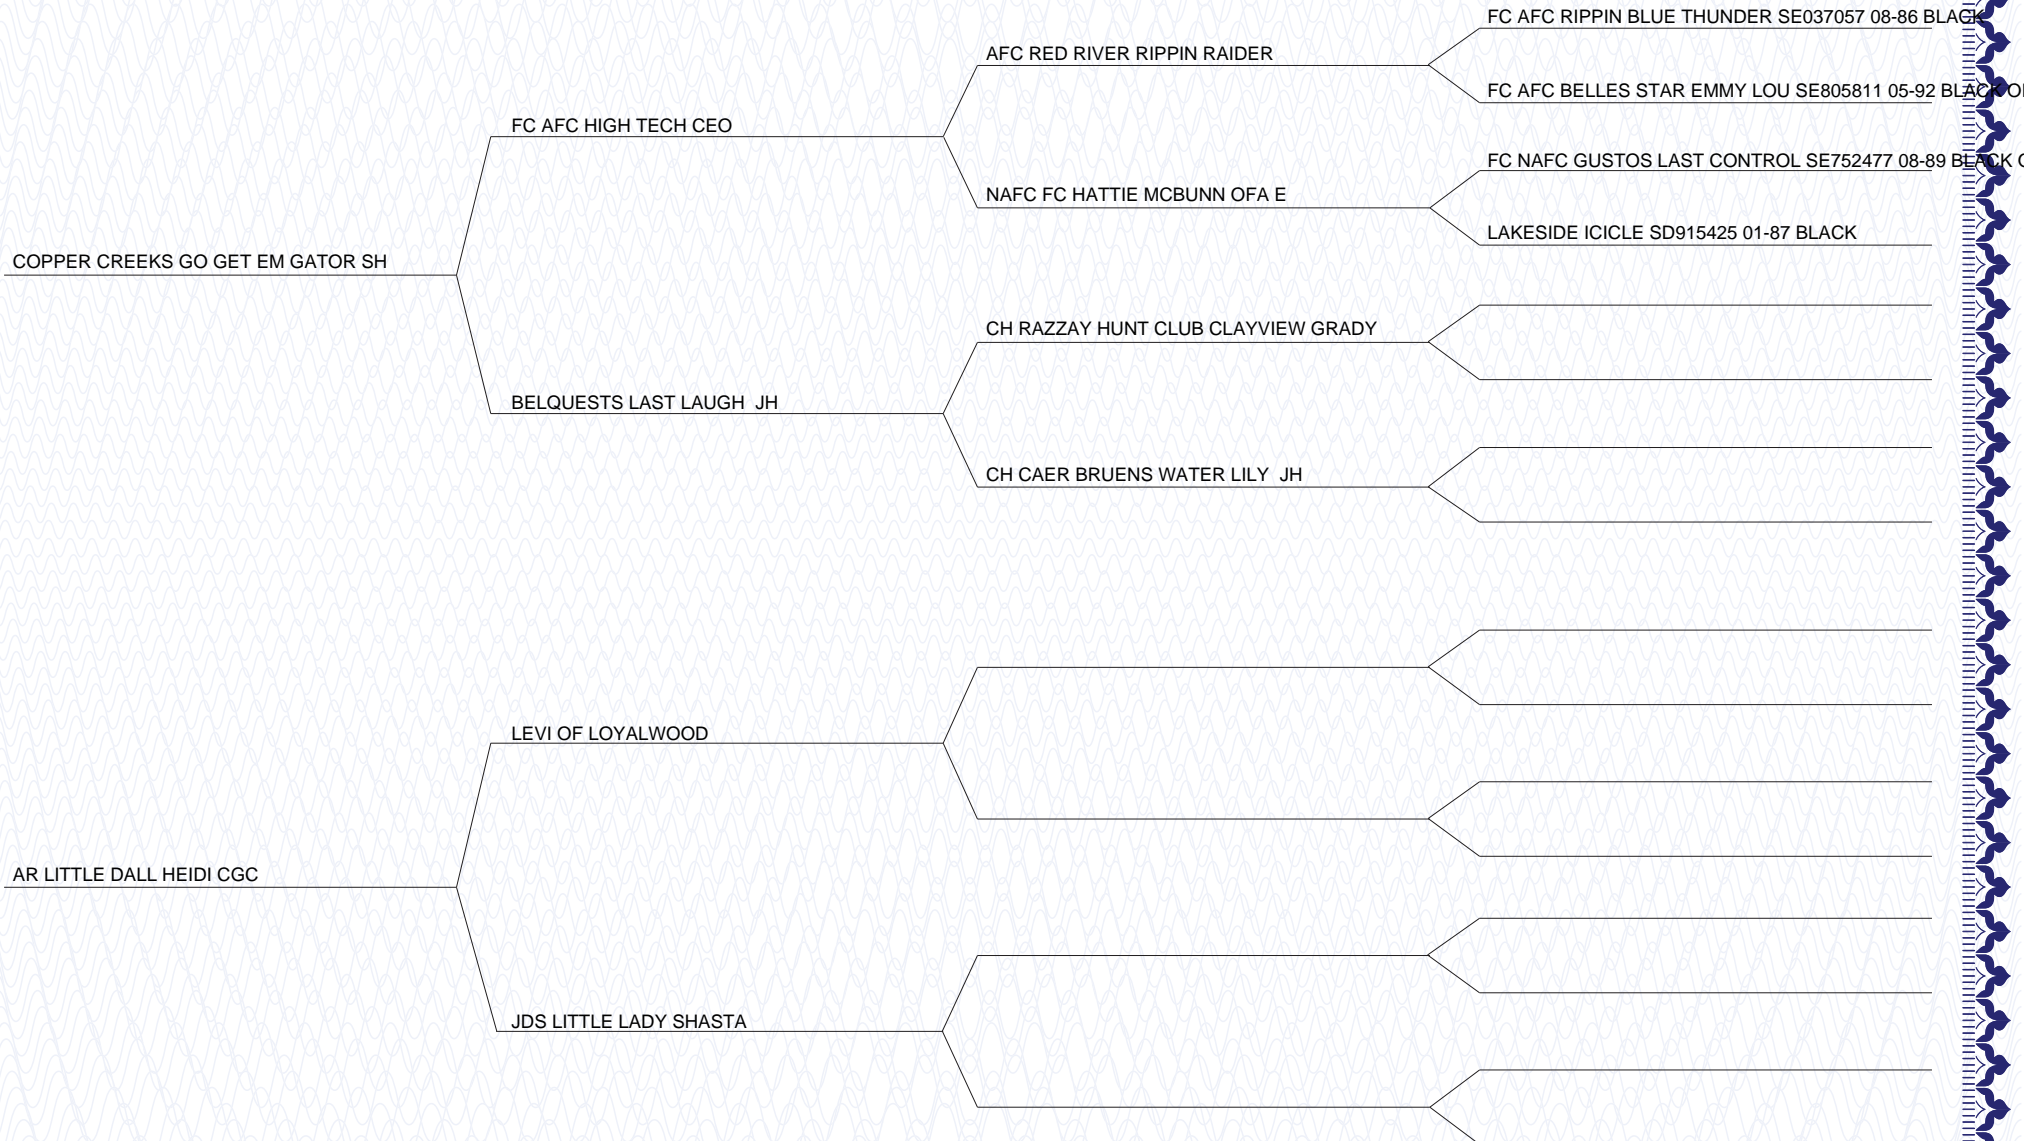 FC AFC RIPPIN BLUE THUNDER SE037057 08-86 BLACK
AFC RED RIVER RIPPIN RAIDER
FC AFC BELLES STAR EMMY LOU SE805811 05-92 BLACK
FC AFC HIGH TECH CEO
FC NAFC GUSTOS LAST CONTROL SE752477 08-89 BLACK
NAFC FC HATTIE MCBUNN OFA E
LAKESIDE ICICLE SD915425 01-87 BLACK
COPPER CREEKS GO GET EM GATOR SH
CH RAZZAY HUNT CLUB CLAYVIEW GRADY
BELQUESTS LAST LAUGH JH
CH CAER BRUENS WATER LILY JH
LEVI OF LOYALWOOD
AR LITTLE DALL HEIDI CGC
JDS LITTLE LADY SHASTA